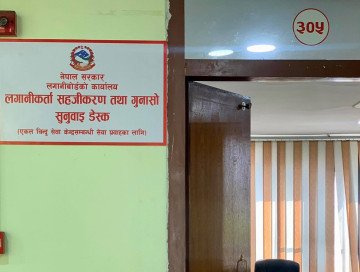 नेपाल सरकार
लगानीबोर्डको कार्यालय
लगानीकर्ता सहजीकरण तथा गुनासो
सुनुवाइ डेस्क
(एकल विन्दु सेवा केन्द्रसम्बन्धी सेवा प्रवाहका लागि)
३०५